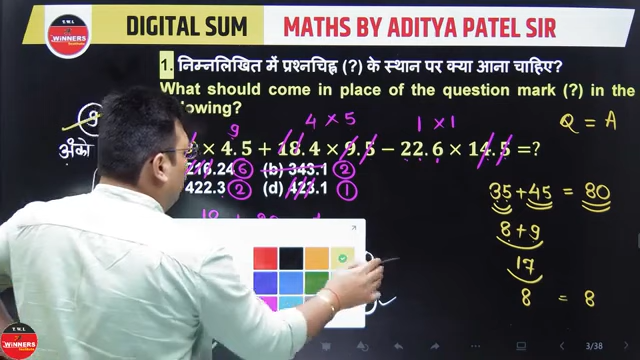 T.W.L
WiNNERS
DIGITAL SUM
MATHS BY ADITYA PATEL SIR
1. निम्नलिखित में प्रश्नचिह्न (?) के स्थान पर क्या आना चाहिए?
What should come in place of the question mark (?) in the
9 4 × 5 1 × 1 Q = A
9
अंको
× 4.5 + 18.4 × 9.5 − 22.6 × 14.5 =?
216.24 6 (b) 343.1 2
422.3 2 (d) 423.1 1
35 + 45 = 80
8 + 9
17
8 = 8
T.W.L
WiNNERS
3/38